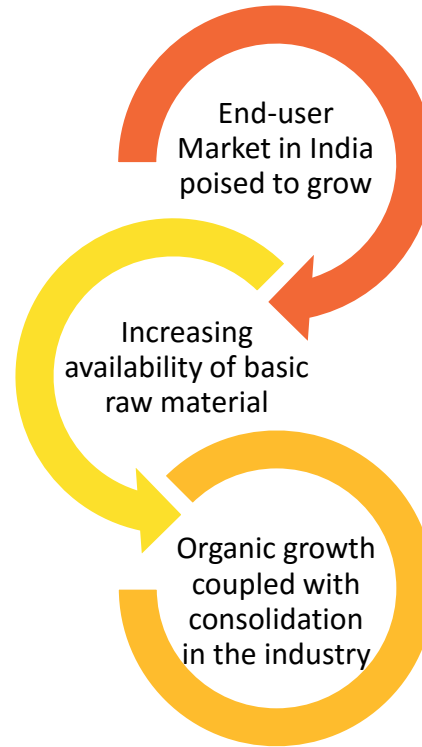 End-user
Market in India
poised to grow
Increasing
availability of basic
raw material
Organic growth
coupled with
consolidation
in the industry